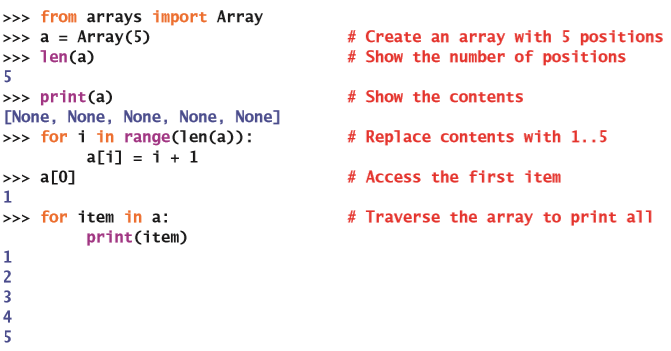 >>> from arrays import Array
>>> a = Array(5) # Create an array with 5 positions
>>> len(a) # Show the number of positions
5
>>> print(a) # Show the contents
[None, None, None, None, None]
>>> for i in range(len(a)): # Replace contents with 1..5
a[i] = i + 1
>>> a[0] # Access the first item
1
>>> for item in a: # Traverse the array to print all
print(item)
1
2
3
4
5